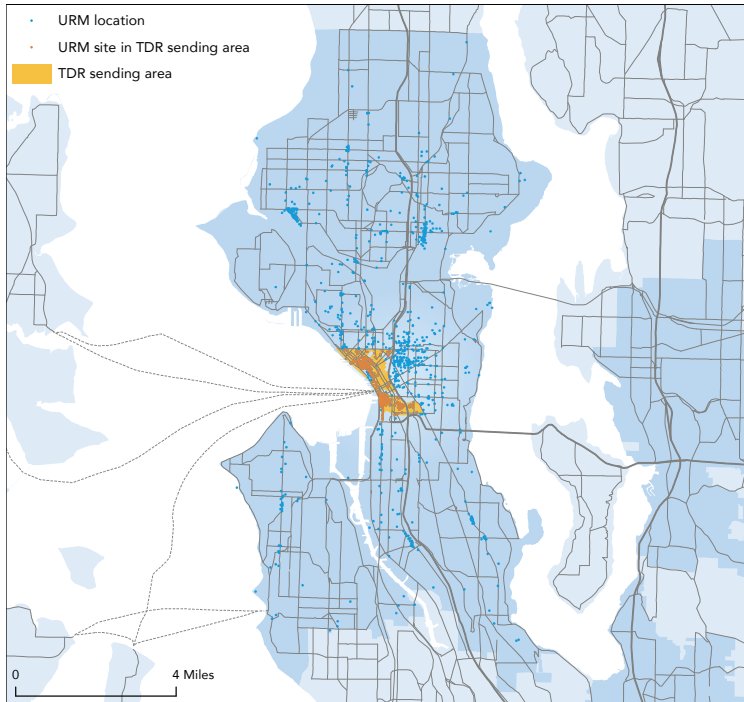 URM location
URM site in TDR sending area
TDR sending area
0 4 Miles